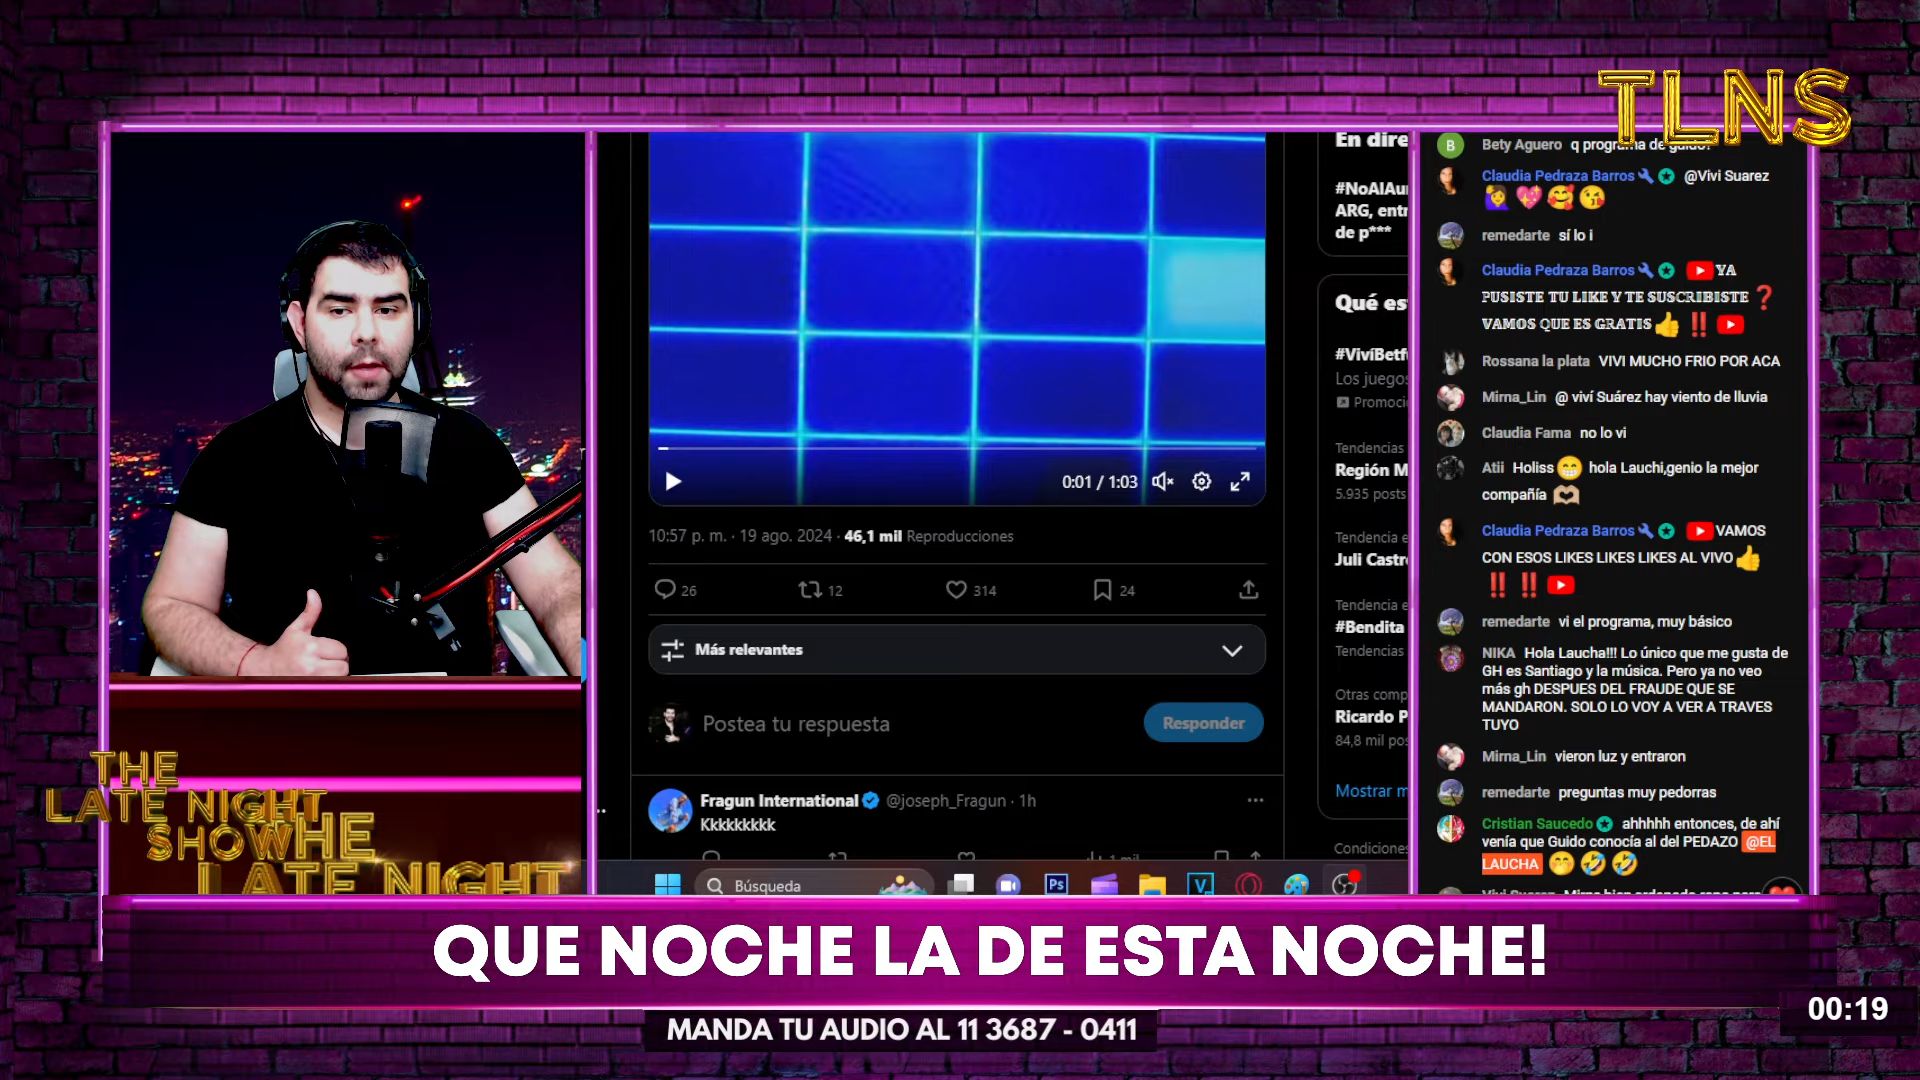 TLNS
0:01 / 1:03
10:57 p. m. · 19 ago. 2024 · 46,1 mil Reproducciones
26
12
314
24
Más relevantes
Postea tu respuesta
Responder
Fragun International @joseph_Fragun · 1h
Kkkkkkkkk
1 mil
Búsqueda
Ps
V
En dire
#NoAlAu
ARG, entr
de p***
Qué es
#ViviBetf
Los juegos
Promoci
Tendencias
Región M
5.935 posts
Tendencia e
Juli Castr
Tendencia e
#Bendita
Tendencias
Otras comp
Ricardo P
84,8 mil pos
Mostrar m
Condiciones
B
Bety Aguero q programa de guido?
Claudia Pedraza Barros @Vivi Suarez
🙋‍♀️💖🥰😘
remedarte sí lo i
Claudia Pedraza Barros YA
PUSISTE TU LIKE Y TE SUSCRIBISTE❓
VAMOS QUE ES GRATIS👍‼️
Rossana la plata VIVI MUCHO FRIO POR ACA
Mirna_Lin @ viví Suárez hay viento de lluvia
Claudia Fama no lo vi
Atii Holiss😁 hola Lauchi,genio la mejor
compañía 🫶🏼
Claudia Pedraza Barros VAMOS
CON ESOS LIKES LIKES LIKES AL VIVO👍
‼️ ‼️
remedarte vi el programa, muy básico
NIKA Hola Laucha!!! Lo único que me gusta de
GH es Santiago y la música. Pero ya no veo
más gh DESPUES DEL FRAUDE QUE SE
MANDARON. SOLO LO VOY A VER A TRAVES
TUYO
Mirna_Lin vieron luz y entraron
remedarte preguntas muy pedorras
Cristian Saucedo ahhhhh entonces, de ahí
venía que Guido conocía al del PEDAZO @EL
LAUCHA 🤭🤣🤣
THE
LATE NIGHT
SHOW
THE
LATE NIGHT
QUE NOCHE LA DE ESTA NOCHE!
MANDA TU AUDIO AL 11 3687 - 0411
00:19